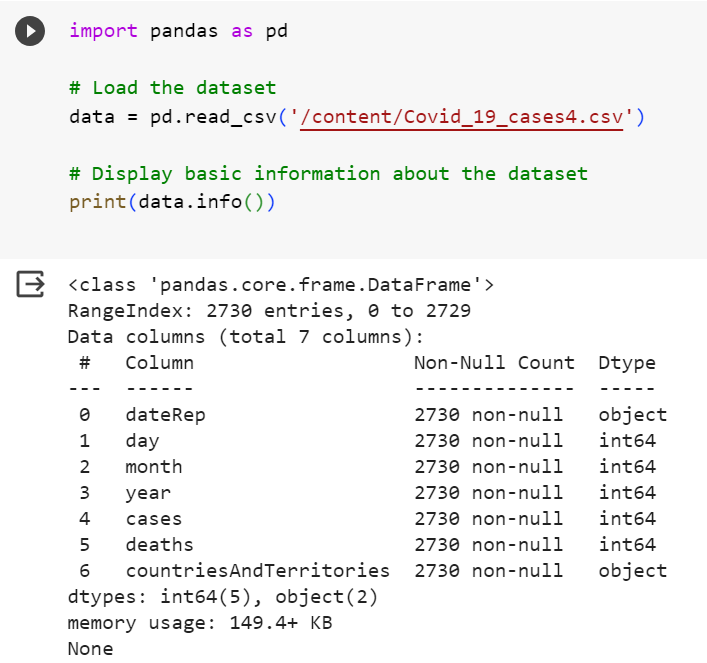 import pandas as pd
# Load the dataset
data = pd.read_csv('/content/Covid_19_cases4.csv')
# Display basic information about the dataset
print(data.info())
<class 'pandas.core.frame.DataFrame'>
RangeIndex: 2730 entries, 0 to 2729
Data columns (total 7 columns):
 #   Column                   Non-Null Count  Dtype
---  ------                   --------------  -----
 0   dateRep                  2730 non-null   object
 1   day                      2730 non-null   int64
 2   month                    2730 non-null   int64
 3   year                     2730 non-null   int64
 4   cases                    2730 non-null   int64
 5   deaths                   2730 non-null   int64
 6   countriesAndTerritories  2730 non-null   object
dtypes: int64(5), object(2)
memory usage: 149.4+ KB
None